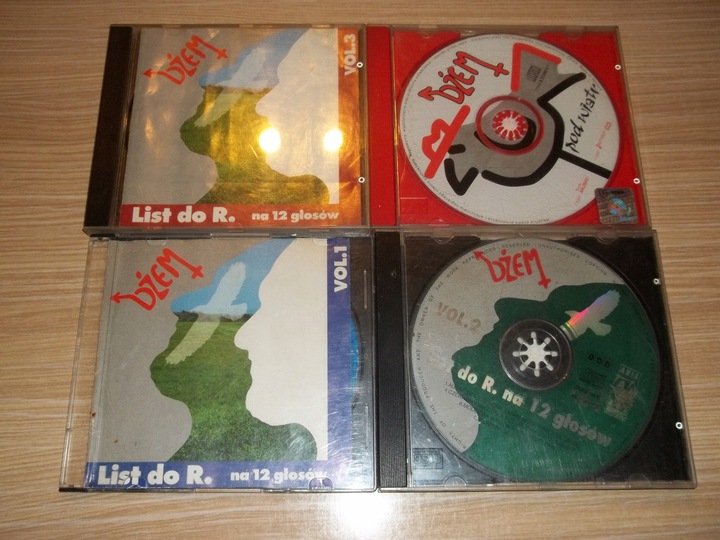 DŻEM
VOL.3
List do R. na 12 głosów
DŻEM
pod wiatr
DŻEM
VOL.1
List do R. na 12 głosów
DŻEM
VOL.2
do R. na 12 głosów